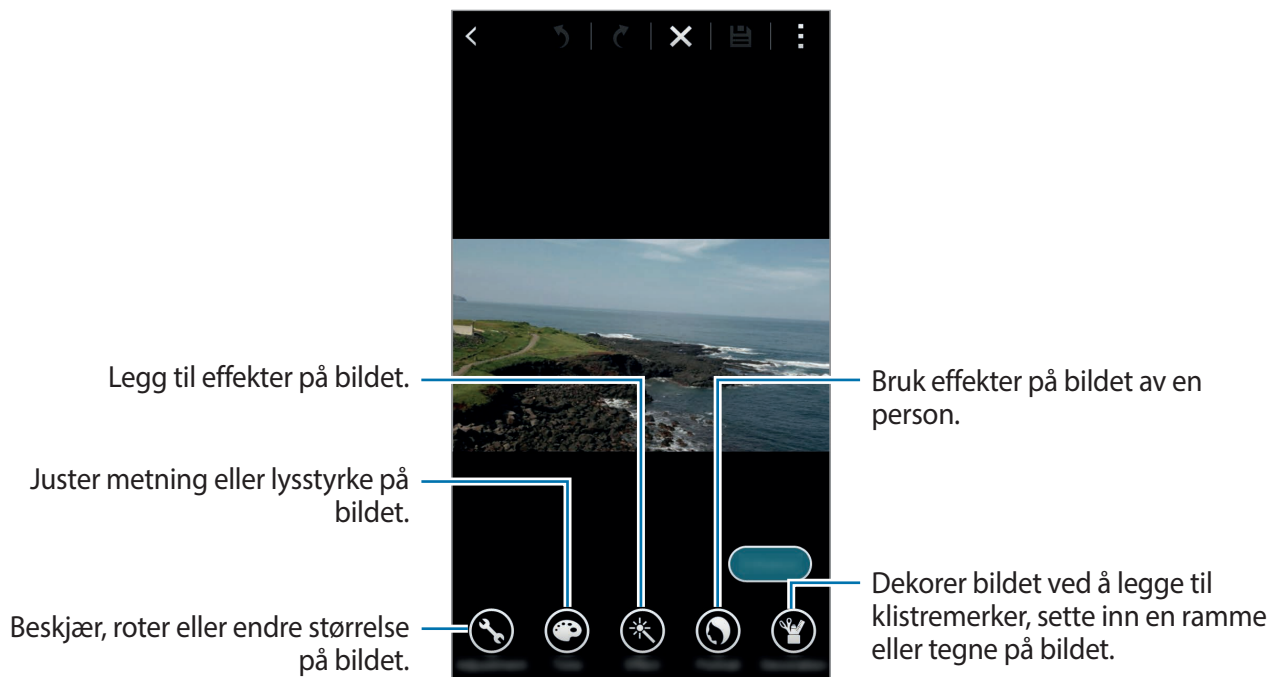 Legg til effekter på bildet.
Juster metning eller lysstyrke på
bildet.
Beskjær, roter eller endre størrelse
på bildet.
Bruk effekter på bildet av en
person.
Dekorer bildet ved å legge til
klistremerker, sette inn en ramme
eller tegne på bildet.